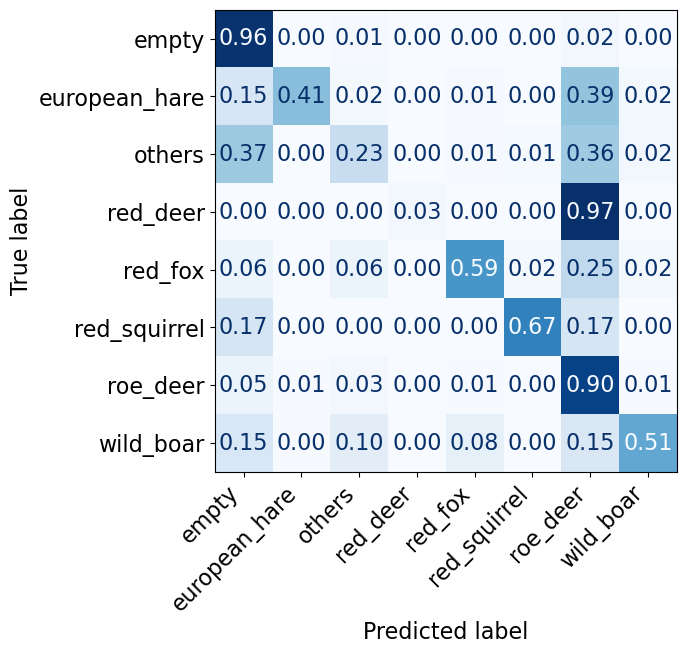 empty 0.96 0.00 0.01 0.00 0.00 0.00 0.02 0.00
european_hare 0.15 0.41 0.02 0.00 0.01 0.00 0.39 0.02
others 0.37 0.00 0.23 0.00 0.01 0.01 0.36 0.02
red_deer 0.00 0.00 0.00 0.03 0.00 0.00 0.97 0.00
red_fox 0.06 0.00 0.06 0.00 0.59 0.02 0.25 0.02
red_squirrel 0.17 0.00 0.00 0.00 0.00 0.67 0.17 0.00
roe_deer 0.05 0.01 0.03 0.00 0.01 0.00 0.90 0.01
wild_boar 0.15 0.00 0.10 0.00 0.08 0.00 0.15 0.51
True label
empty european_hare others red_deer red_fox red_squirrel roe_deer wild_boar
Predicted label